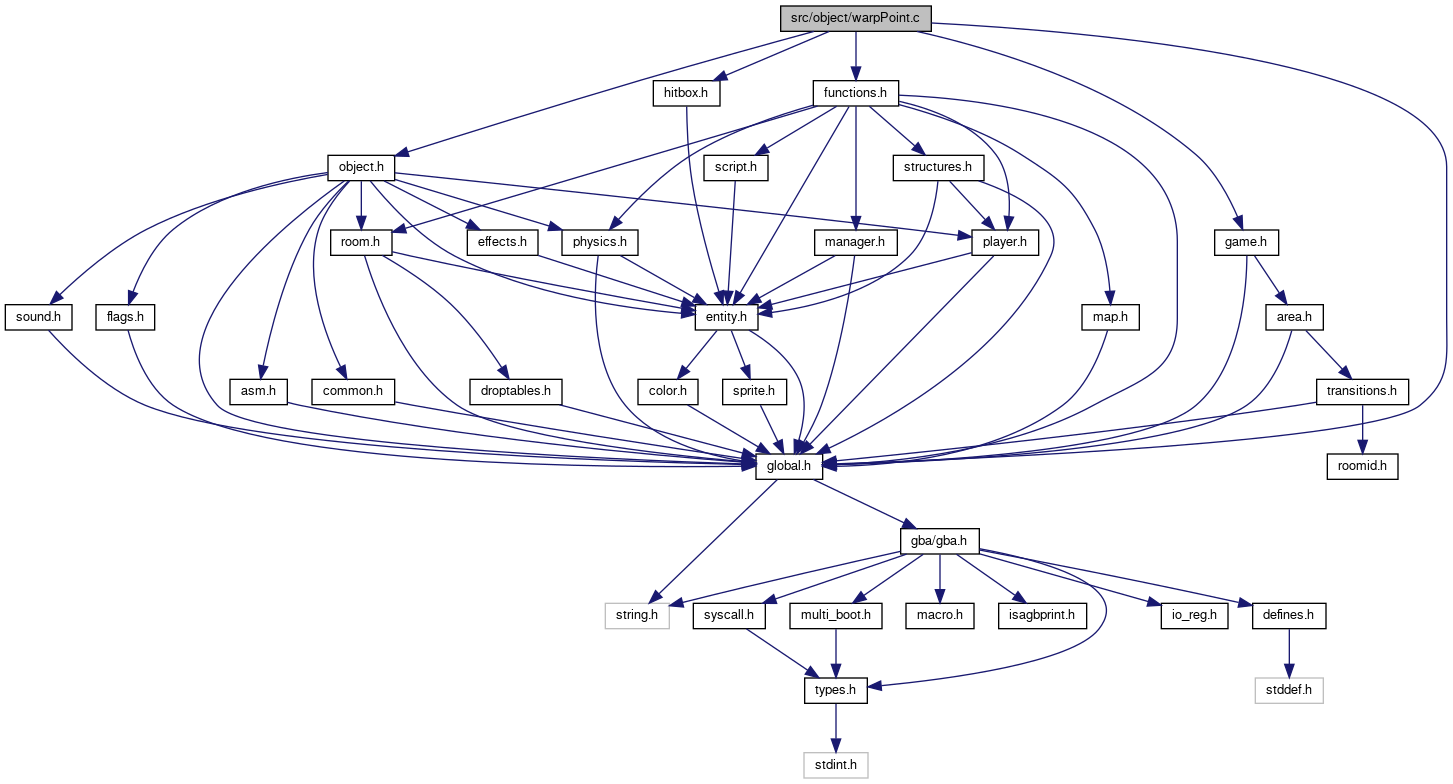 src/object/warpPoint.c
hitbox.h
functions.h
object.h
script.h
structures.h
room.h
effects.h
physics.h
manager.h
player.h
game.h
sound.h
flags.h
entity.h
map.h
area.h
asm.h
common.h
droptables.h
color.h
sprite.h
transitions.h
global.h
roomid.h
gba/gba.h
string.h
syscall.h
multi_boot.h
macro.h
isagbprint.h
io_reg.h
defines.h
types.h
stddef.h
stdint.h